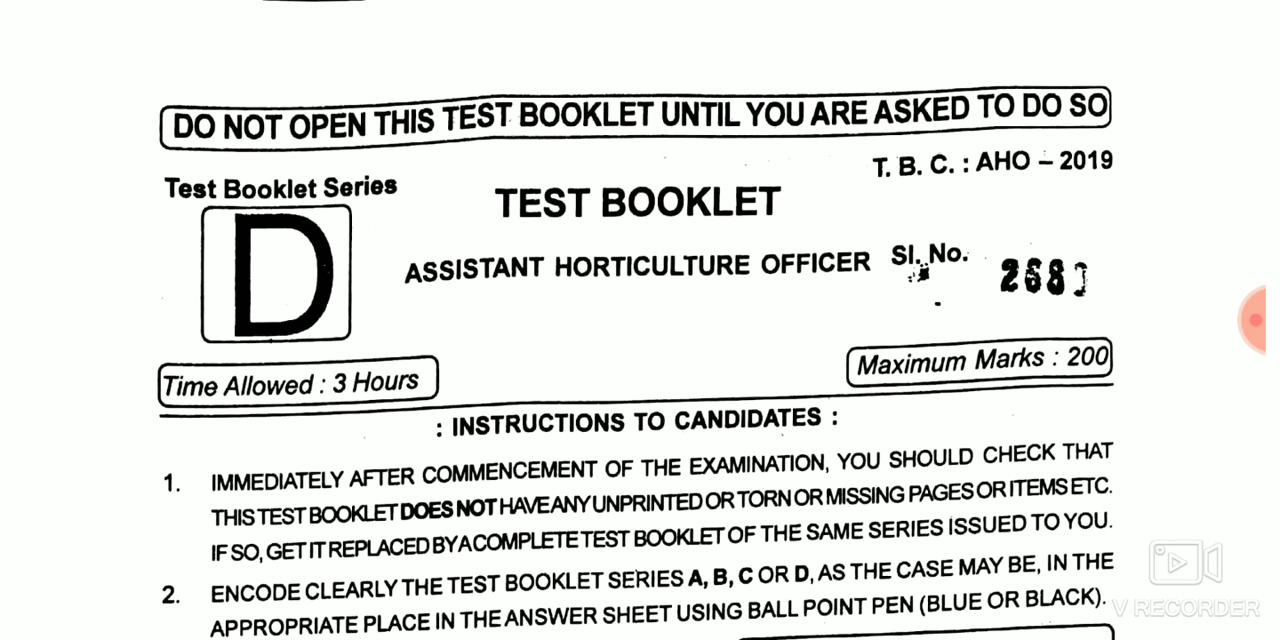 DO NOT OPEN THIS TEST BOOKLET UNTIL YOU ARE ASKED TO DO SO
T. B. C. : AHO – 2019
Test Booklet Series
TEST BOOKLET
D
ASSISTANT HORTICULTURE OFFICER Sl. No.
Time Allowed : 3 Hours
Maximum Marks : 200
: INSTRUCTIONS TO CANDIDATES :
1. IMMEDIATELY AFTER COMMENCEMENT OF THE EXAMINATION, YOU SHOULD CHECK THAT
THIS TEST BOOKLET DOES NOT HAVE ANY UNPRINTED OR TORN OR MISSING PAGES OR ITEMS ETC.
IF SO, GET IT REPLACED BY A COMPLETE TEST BOOKLET OF THE SAME SERIES ISSUED TO YOU.
2. ENCODE CLEARLY THE TEST BOOKLET SERIES A, B, C OR D, AS THE CASE MAY BE, IN THE
APPROPRIATE PLACE IN THE ANSWER SHEET USING BALL POINT PEN (BLUE OR BLACK).
V RECORDER